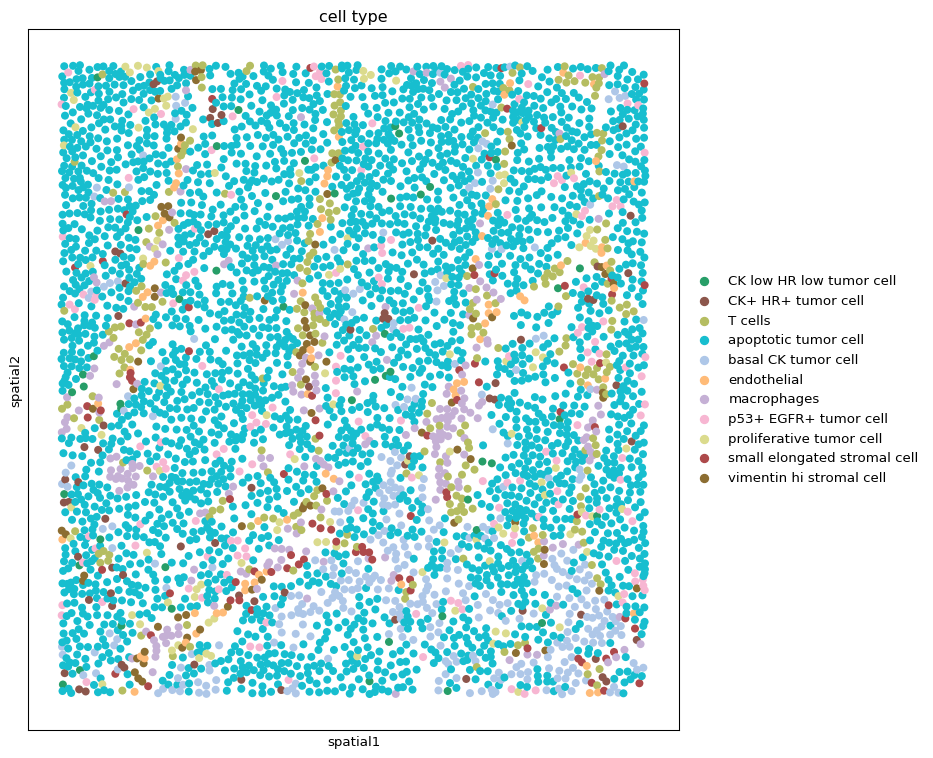 cell type
spatial2
spatial1
CK low HR low tumor cell
CK+ HR+ tumor cell
T cells
apoptotic tumor cell
basal CK tumor cell
endothelial
macrophages
p53+ EGFR+ tumor cell
proliferative tumor cell
small elongated stromal cell
vimentin hi stromal cell